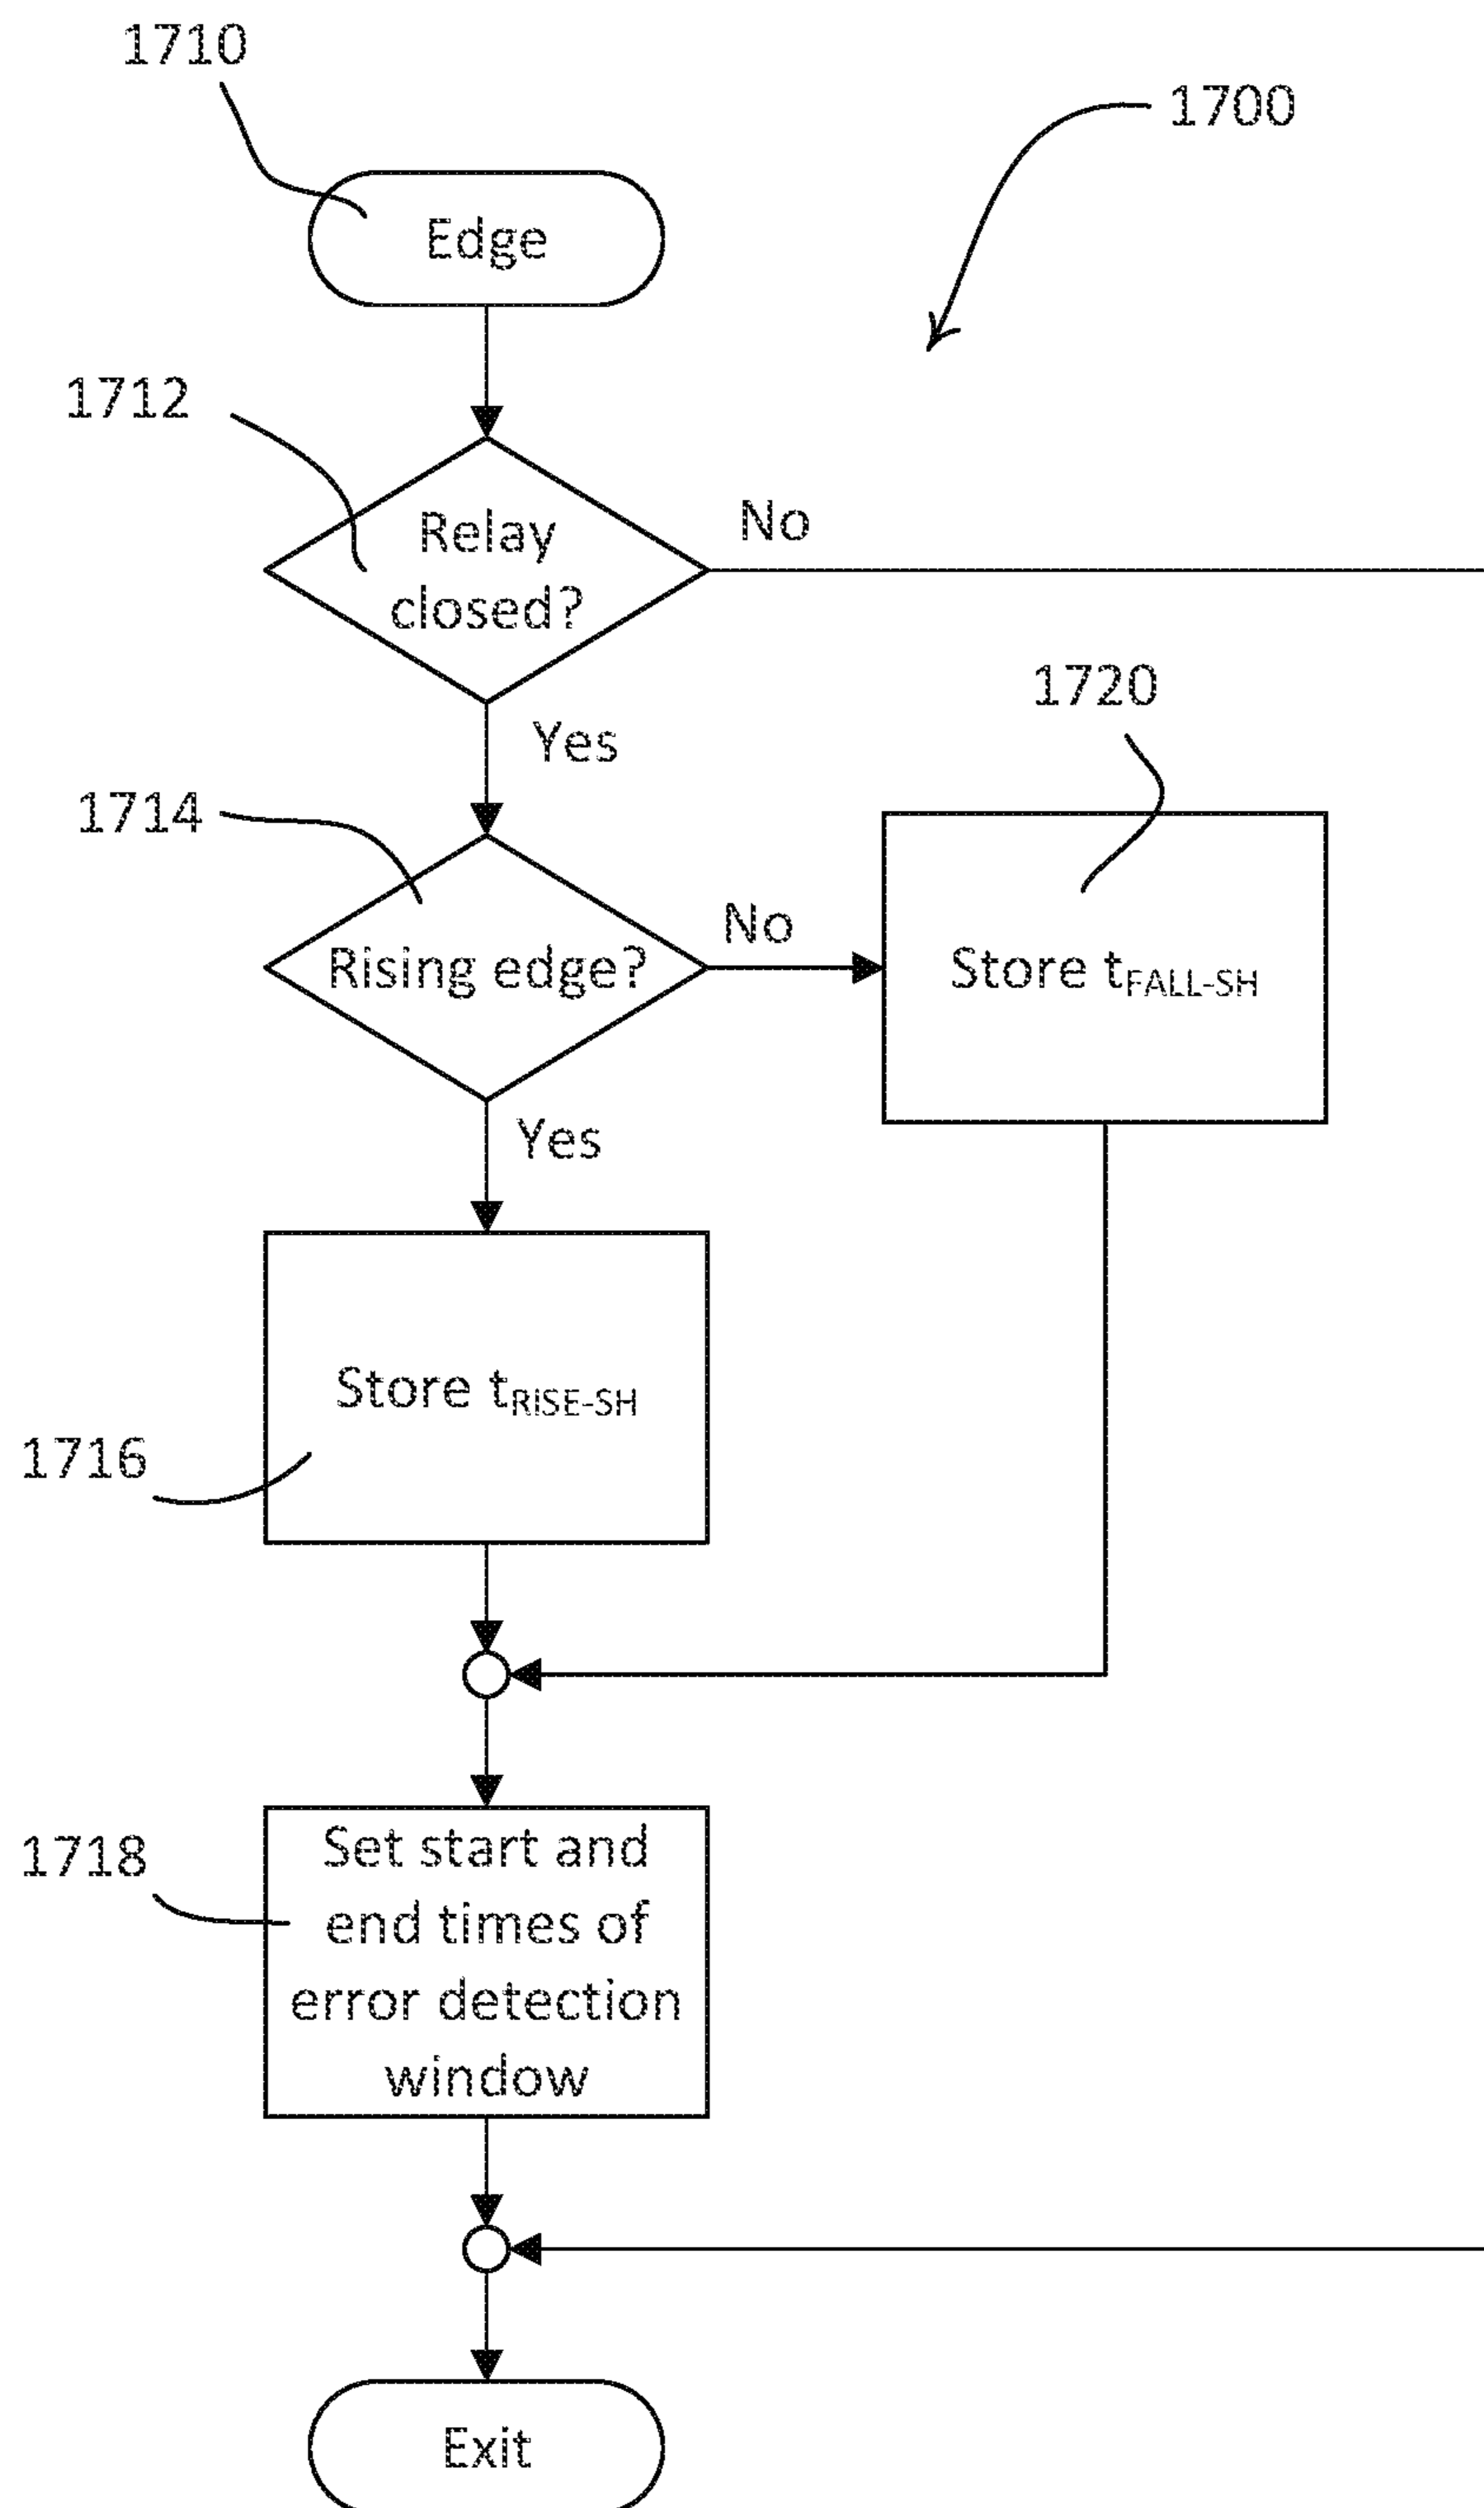 1710
1700
Edge
1712
Relay
closed?
No
Yes
1720
1714
Rising edge?
No
Store tFALL-SH
Yes
Store tRISE-SH
1716
1718
Set start and
end times of
error detection
window
Exit